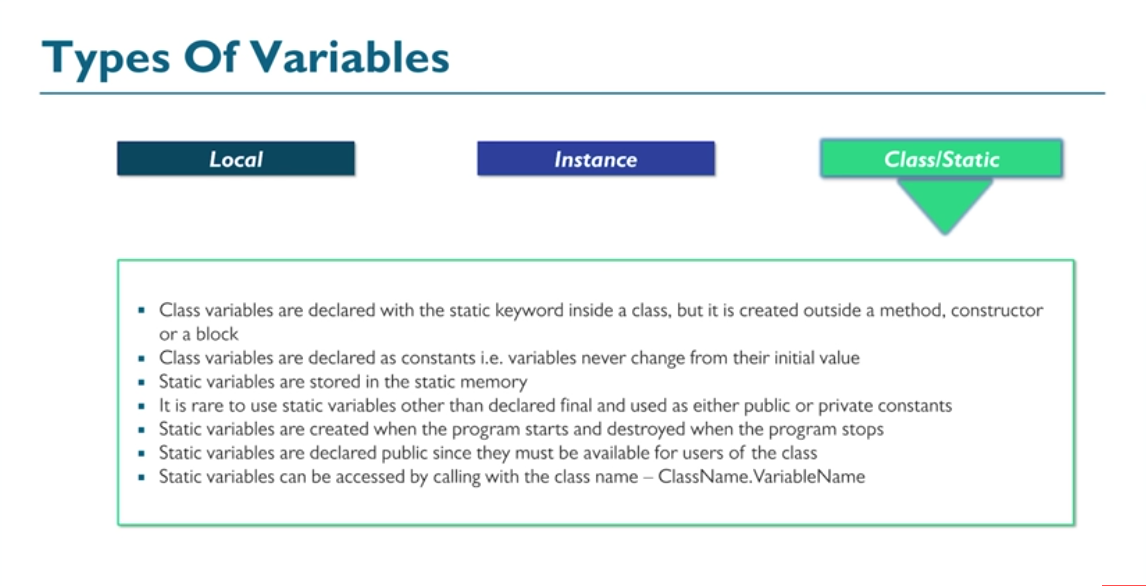 Types Of Variables
Local
Instance
Class/Static
▪ Class variables are declared with the static keyword inside a class, but it is created outside a method, constructor
or a block
▪ Class variables are declared as constants i.e. variables never change from their initial value
▪ Static variables are stored in the static memory
▪ It is rare to use static variables other than declared final and used as either public or private constants
▪ Static variables are created when the program starts and destroyed when the program stops
▪ Static variables are declared public since they must be available for users of the class
▪ Static variables can be accessed by calling with the class name – ClassName.VariableName